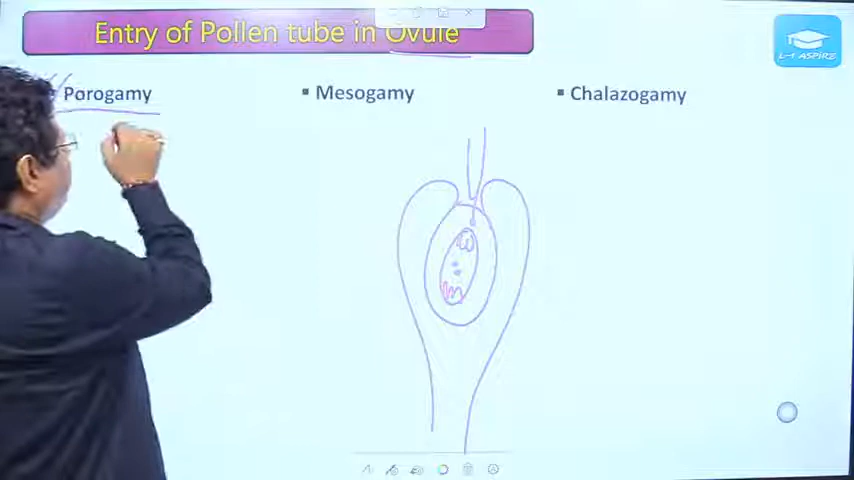 Entry of Pollen tube in Ovule
L-1 ASPIRE
Porogamy
▪ Mesogamy
▪ Chalazogamy